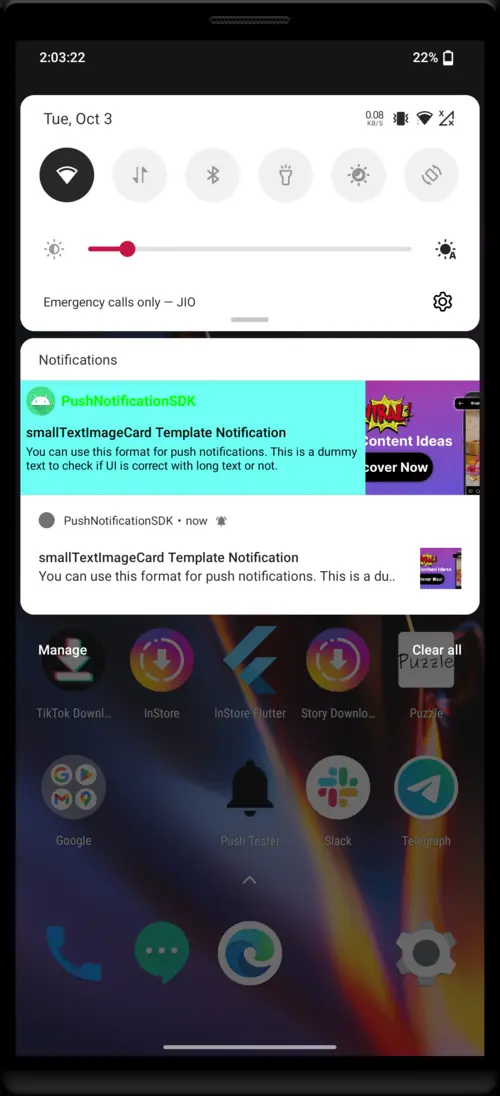 2:03:22 22%
Tue, Oct 3 0.08 KB/S
A
Emergency calls only — JIO
Notifications
PushNotificationSDK
smallTextImageCard Template Notification
You can use this format for push notifications. This is a dummy
text to check if UI is correct with long text or not.
VIRAL
Content Ideas
cover Now
PushNotificationSDK • now
smallTextImageCard Template Notification
You can use this format for push notifications. This is a du..
Manage Clear all
Puzzle
TikTok Downl... InStore InStore Flutter Story Downlo... Puzzle
Google Push Tester Slack Telegraph